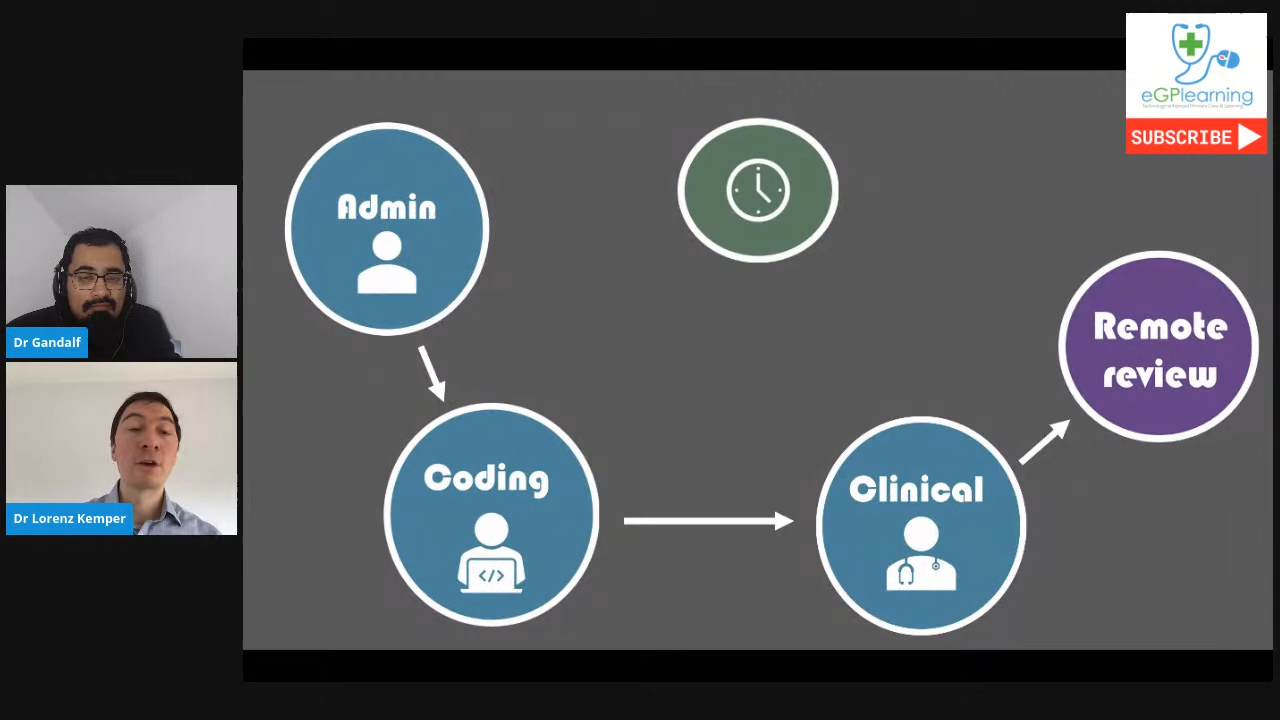 eGPlearning
SUBSCRIBE
Admin
Remote
review
Dr Gandalf
Coding
</>
Clinical
Dr Lorenz Kemper